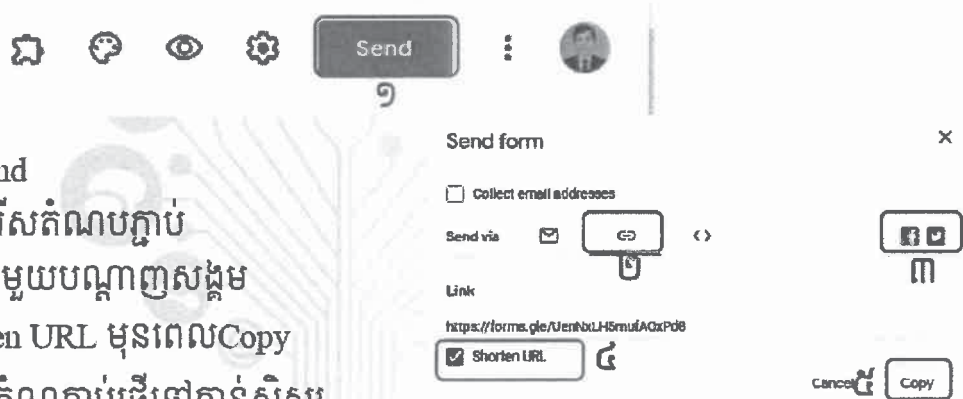 Send
១
Send form
Collect email addresses
Send via
២
៣
Link
https://forms.gle/UenNxLH5mufAQxPd8
Shorten URL
៤
Cancel
៥
Copy
nd
រើសតំណបភ្ជាប់
មួយបណ្តាញសង្គម
en URL មុនពេលCopy